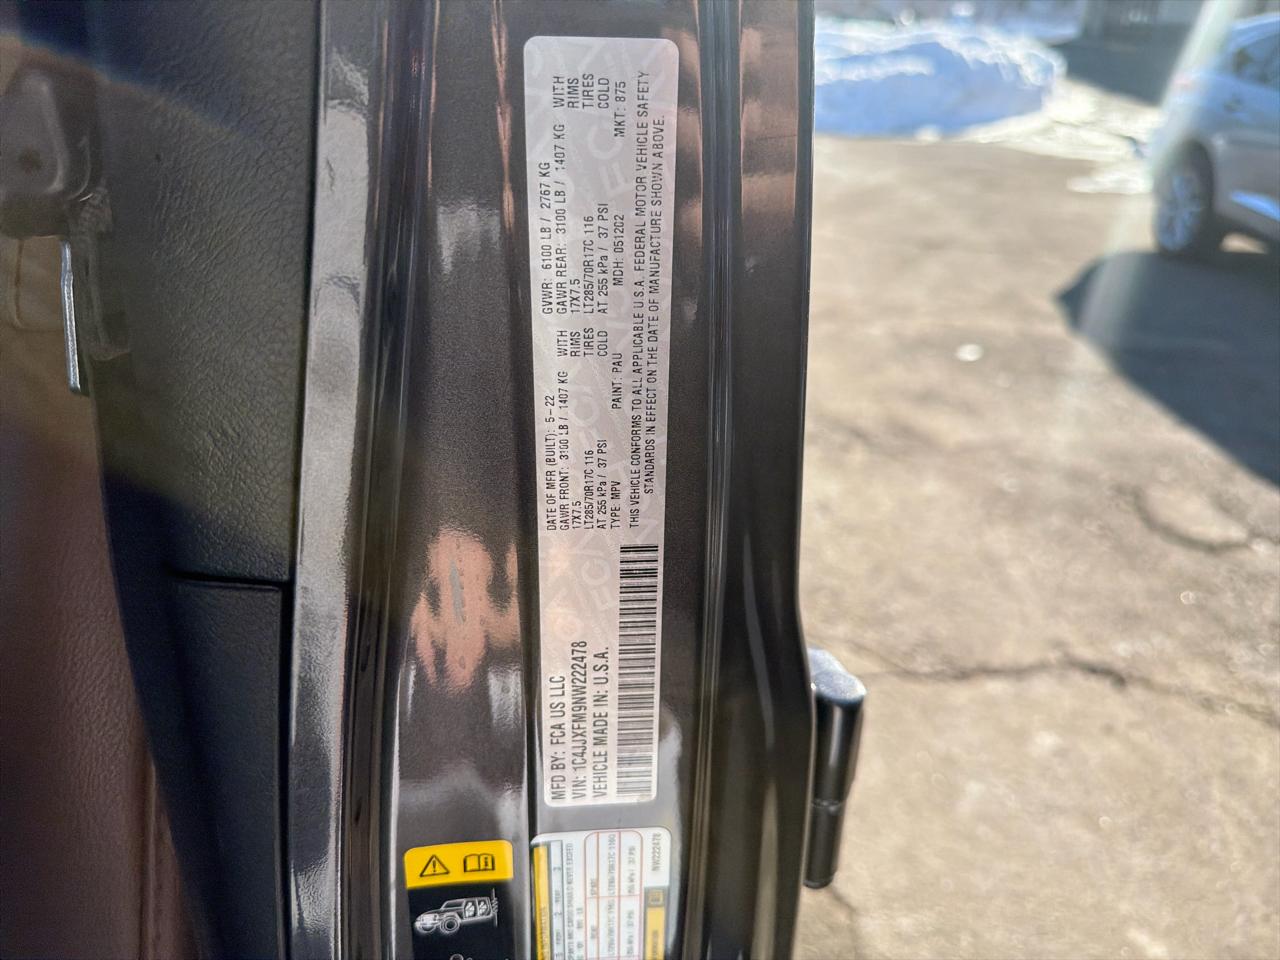 MFD BY: FCA US LLC
VIN: 1C4JJXFM9NW222478
VEHICLE MADE IN: U.S.A.
DATE OF MFR (BUILT): 5-22 GVWR: 6100 LB / 2767 KG
GAWR FRONT: 3100 LB / 1407 KG WITH GAWR REAR: 3100 LB / 1407 KG WITH
17X7.5 RIMS 17X7.5 RIMS
LT285/70R17C 116 TIRES LT285/70R17C 116 TIRES
AT 255 kPa / 37 PSI COLD AT 255 kPa / 37 PSI COLD
TYPE: MPV PAINT: PAU MDH: 051202 MKT: 875
THIS VEHICLE CONFORMS TO ALL APPLICABLE U.S.A. FEDERAL MOTOR VEHICLE SAFETY
STANDARDS IN EFFECT ON THE DATE OF MANUFACTURE SHOWN ABOVE.
NW222478